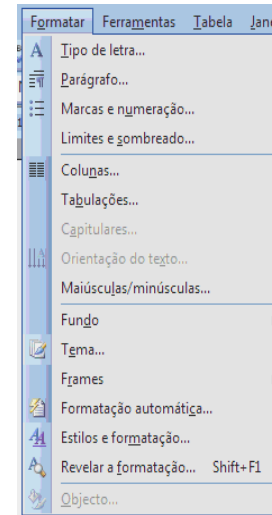 Formatar Ferramentas Tabela
Tipo de letra...
Parágrafo...
Marcas e numeração...
Limites e sombreado...
Colunas...
Tabulações...
Capitulares...
Orientação do texto...
Maiúsculas/minúsculas...
Fundo
Tema...
Frames
Formatação automática...
Estilos e formatação...
Revelar a formatação... Shift+F1
Objecto...